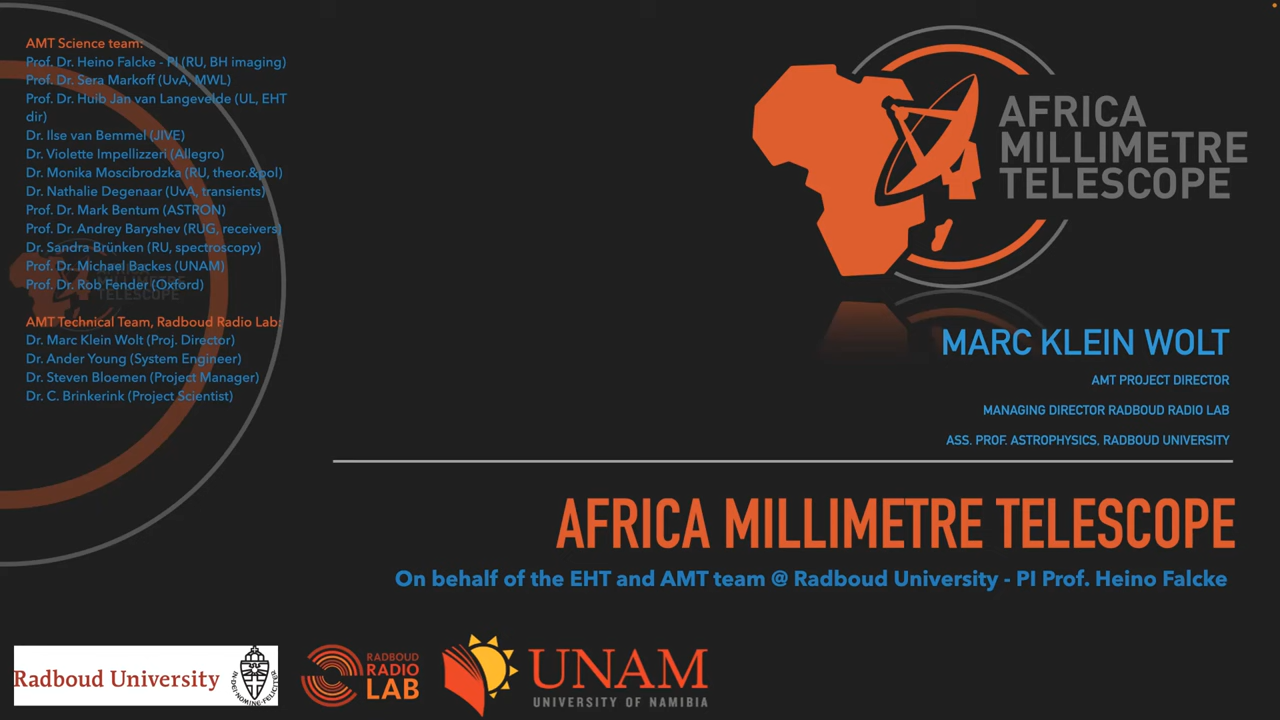 AMT Science team:
Prof. Dr. Heino Falcke - PI (RU, BH imaging)
Prof. Dr. Sera Markoff (UvA, MWL)
Prof. Dr. Huib Jan van Langevelde (UL, EHT
dir)
Dr. Ilse van Bemmel (JIVE)
Dr. Violette Impellizzeri (Allegro)
Dr. Monika Moscibrodzka (RU, theor.&pol)
Dr. Nathalie Degenaar (UvA, transients)
Prof. Dr. Mark Bentum (ASTRON)
Prof. Dr. Andrey Baryshev (RUG, receivers)
Dr. Sandra Brünken (RU, spectroscopy)
Prof. Dr. Michael Backes (UNAM)
Prof. Dr. Rob Fender (Oxford)
AMT Technical Team, Radboud Radio Lab:
Dr. Marc Klein Wolt (Proj. Director)
Dr. Ander Young (System Engineer)
Dr. Steven Bloemen (Project Manager)
Dr. C. Brinkerink (Project Scientist)
AFRICA
MILLIMETRE
TELESCOPE
MARC KLEIN WOLT
AMT PROJECT DIRECTOR
MANAGING DIRECTOR RADBOUD RADIO LAB
ASS. PROF. ASTROPHYSICS, RADBOUD UNIVERSITY
AFRICA MILLIMETRE TELESCOPE
On behalf of the EHT and AMT team @ Radboud University - PI Prof. Heino Falcke
Radboud University
IN·DEI·NOMINE·FELICITER
RADBOUD
RADIO
LAB
UNAM
UNIVERSITY OF NAMIBIA